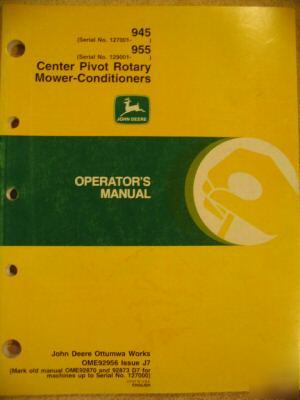 945
(Serial No. 127001- )
955
(Serial No. 129001- )
Center Pivot Rotary
Mower-Conditioners
JOHN DEERE
OPERATOR'S
MANUAL
John Deere Ottumwa Works
OME92956 Issue J7
(Mark old manual OME92870 and 92873 D7 for
machines up to Serial No. 127000)
ENGLISH